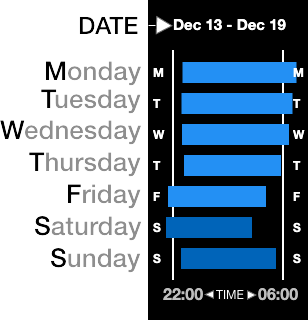 DATE Dec 13 - Dec 19
Monday M M
Tuesday T T
Wednesday W W
Thursday T T
Friday F F
Saturday S S
Sunday S S
22:00 TIME 06:00